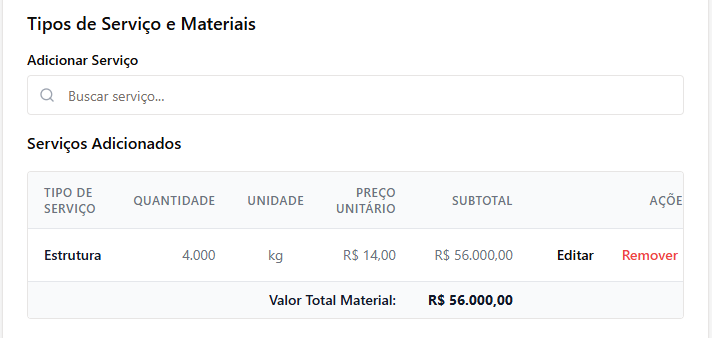 Tipos de Serviço e Materiais
Adicionar Serviço
Buscar serviço...
Serviços Adicionados
TIPO DE SERVIÇO QUANTIDADE UNIDADE PREÇO UNITÁRIO SUBTOTAL AÇÕE
Estrutura 4.000 kg R$ 14,00 R$ 56.000,00 Editar Remover
Valor Total Material: R$ 56.000,00